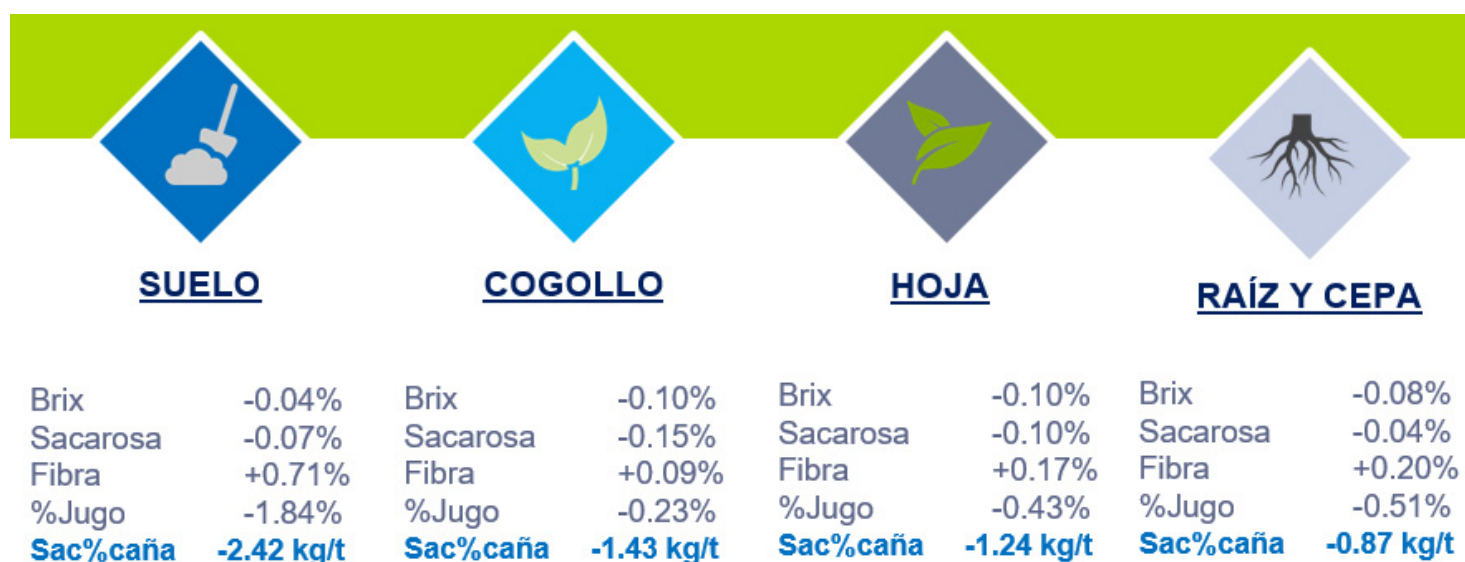 SUELO
Brix -0.04%
Sacarosa -0.07%
Fibra +0.71%
%Jugo -1.84%
Sac%caña -2.42 kg/t
COGOLLO
Brix -0.10%
Sacarosa -0.15%
Fibra +0.09%
%Jugo -0.23%
Sac%caña -1.43 kg/t
HOJA
Brix -0.10%
Sacarosa -0.10%
Fibra +0.17%
%Jugo -0.43%
Sac%caña -1.24 kg/t
RAÍZ Y CEPA
Brix -0.08%
Sacarosa -0.04%
Fibra +0.20%
%Jugo -0.51%
Sac%caña -0.87 kg/t